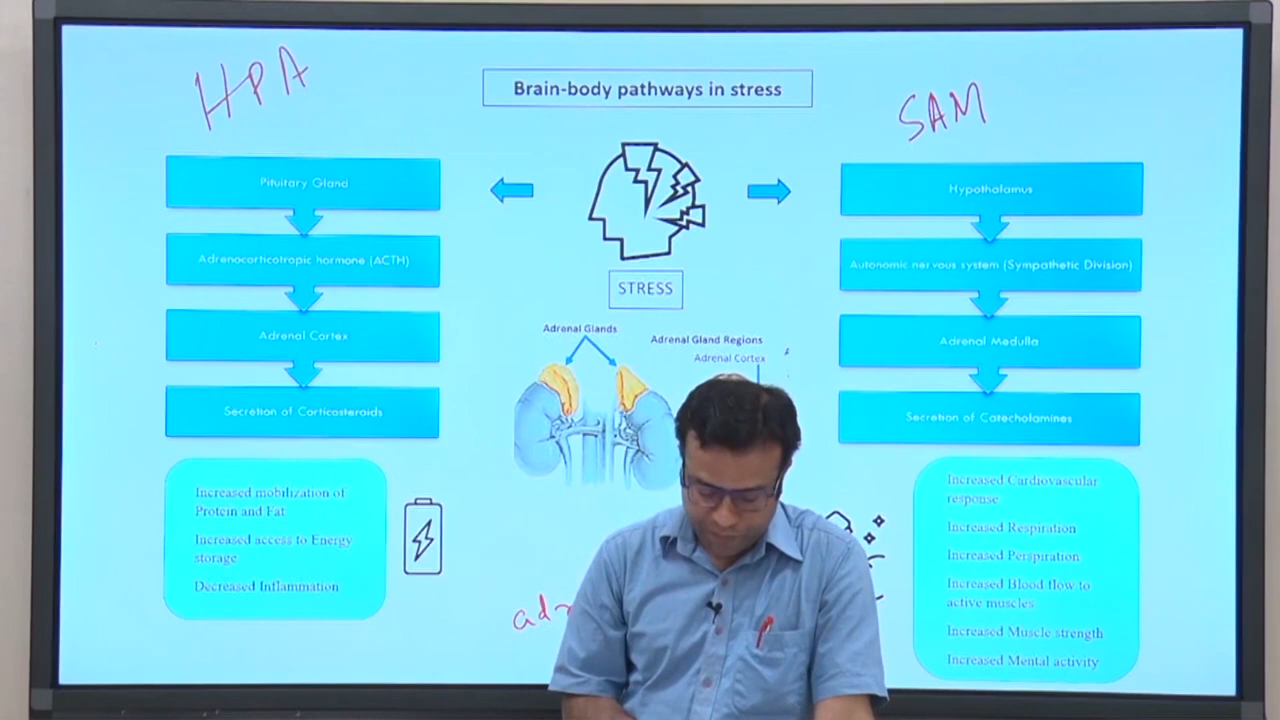 HPA
Brain-body pathways in stress
SAM
Pituitary Gland
Adrenocorticotropic hormone (ACTH)
Adrenal Cortex
Secretion of Corticosteroids
Increased mobilization of
Protein and Fat
Increased access to Energy
storage
Decreased Inflammation
STRESS
Adrenal Glands
Adrenal Gland Regions
Adrenal Cortex
Hypothalamus
Autonomic nervous system (Sympathetic Division)
Adrenal Medulla
Secretion of Catecholamines
Increased Cardiovascular
response
Increased Respiration
Increased Perspiration
Increased Blood flow to
active muscles
Increased Muscle strength
Increased Mental activity